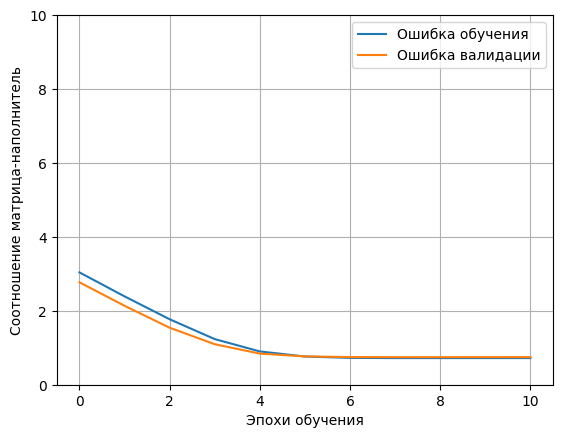 Ошибка обучения
Ошибка валидации
Соотношение матрица-наполнитель
10
8
6
4
2
0
0 2 4 6 8 10
Эпохи обучения